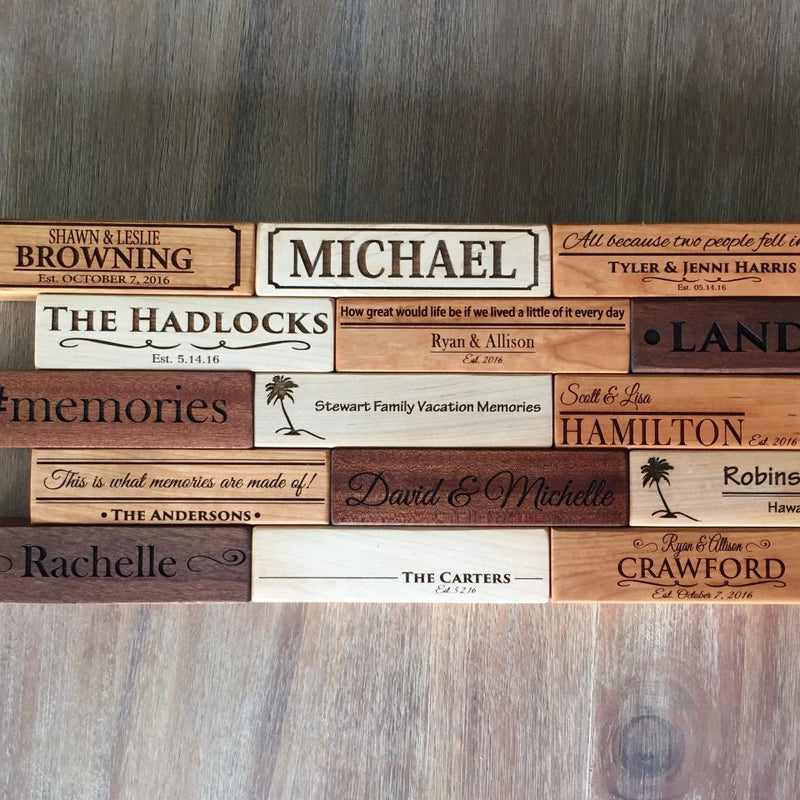 SHAWN & LESLIE
BROWNING
Est. OCTOBER 7, 2016
MICHAEL
All because two people fell in
TYLER & JENNI HARRIS
Est. 05.14.16
THE HADLOCKS
Est. 5.14.16
How great would life be if we lived a little of it every day
Ryan & Allison
Est. 2016
• LAND
#memories
Stewart Family Vacation Memories
Scott & Lisa
HAMILTON Est. 2016
This is what memories are made of!
• THE ANDERSONS •
David & Michelle
Robins
Hawa
Rachelle
THE CARTERS
Est. 5.2.16
Ryan & Allison
CRAWFORD
Est. October 7, 2016